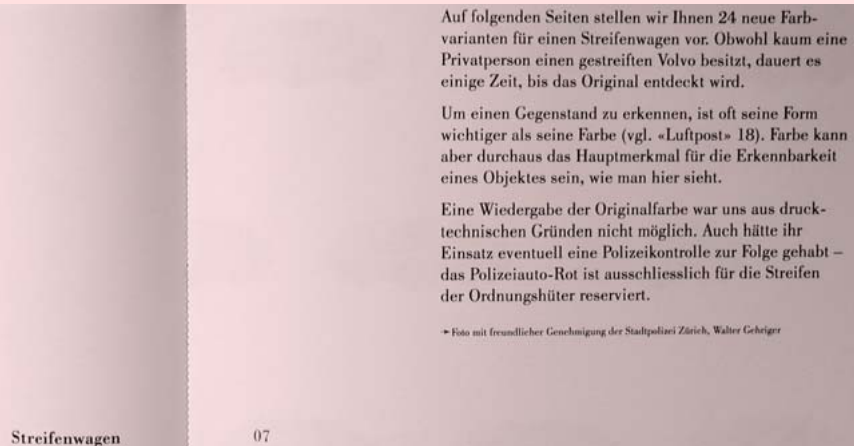 Auf folgenden Seiten stellen wir Ihnen 24 neue Farb-
varianten für einen Streifenwagen vor. Obwohl kaum eine
Privatperson einen gestreiften Volvo besitzt, dauert es
einige Zeit, bis das Original entdeckt wird.
Um einen Gegenstand zu erkennen, ist oft seine Form
wichtiger als seine Farbe (vgl. «Luftpost» 18). Farbe kann
aber durchaus das Hauptmerkmal für die Erkennbarkeit
eines Objektes sein, wie man hier sieht.
Eine Wiedergabe der Originalfarbe war uns aus druck-
technischen Gründen nicht möglich. Auch hätte ihr
Einsatz eventuell eine Polizeikontrolle zur Folge gehabt –
das Polizeiauto-Rot ist ausschliesslich für die Streifen
der Ordnungshüter reserviert.
Foto mit freundlicher Genehmigung der Stadtpolizei Zürich, Walter Gehriger
Streifenwagen
07